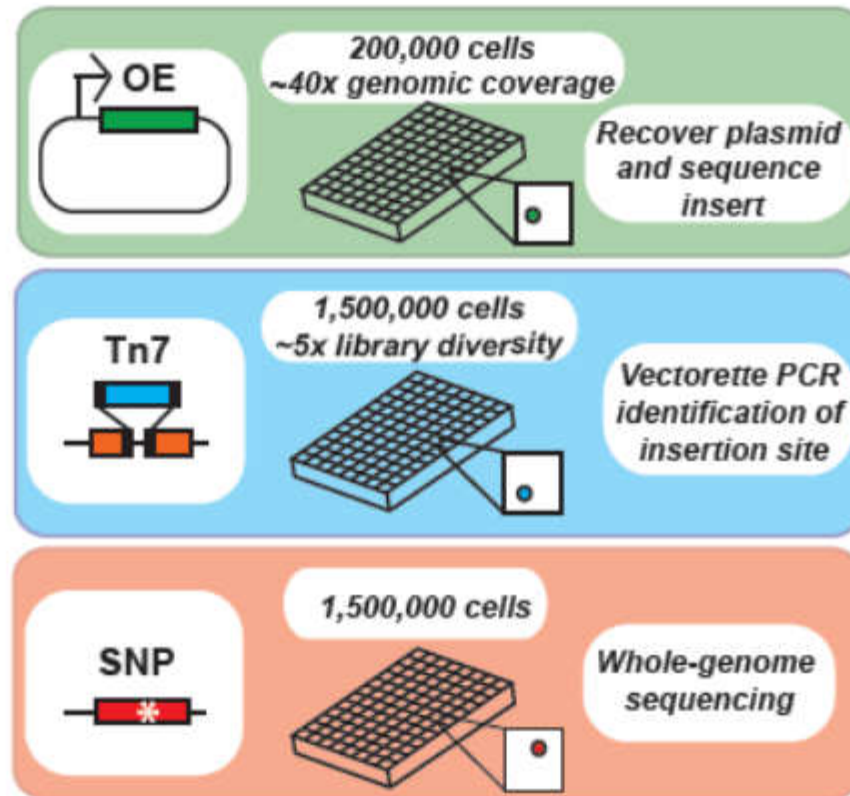 OE
200,000 cells
~40x genomic coverage
Recover plasmid
and sequence
insert
Tn7
1,500,000 cells
~5x library diversity
Vectorette PCR
identification of
insertion site
SNP
1,500,000 cells
Whole-genome
sequencing